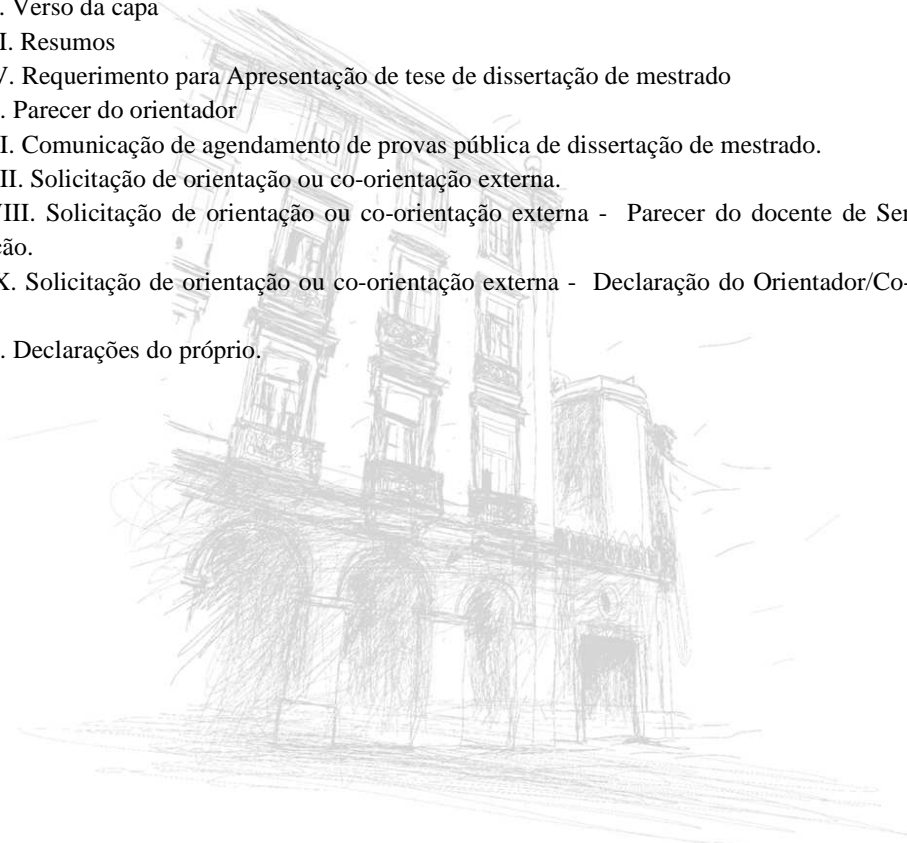 . Verso da capa
I. Resumos
V. Requerimento para Apresentação de tese de dissertação de mestrado
. Parecer do orientador
I. Comunicação de agendamento de provas pública de dissertação de mestrado.
II. Solicitação de orientação ou co-orientação externa.
VIII. Solicitação de orientação ou co-orientação externa - Parecer do docente de
ção.
X. Solicitação de orientação ou co-orientação externa - Declaração do Orientador/Co-
. Declarações do próprio.